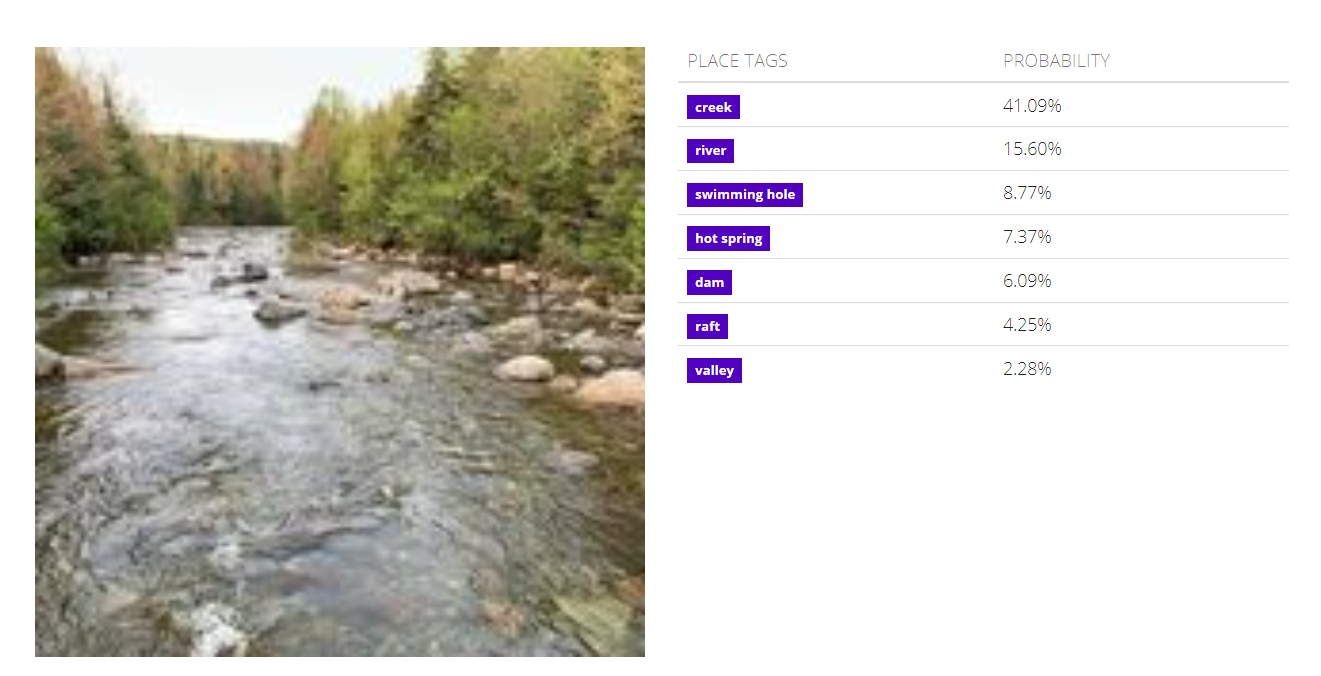 PLACE TAGS PROBABILITY
creek 41.09%
river 15.60%
swimming hole 8.77%
hot spring 7.37%
dam 6.09%
raft 4.25%
valley 2.28%